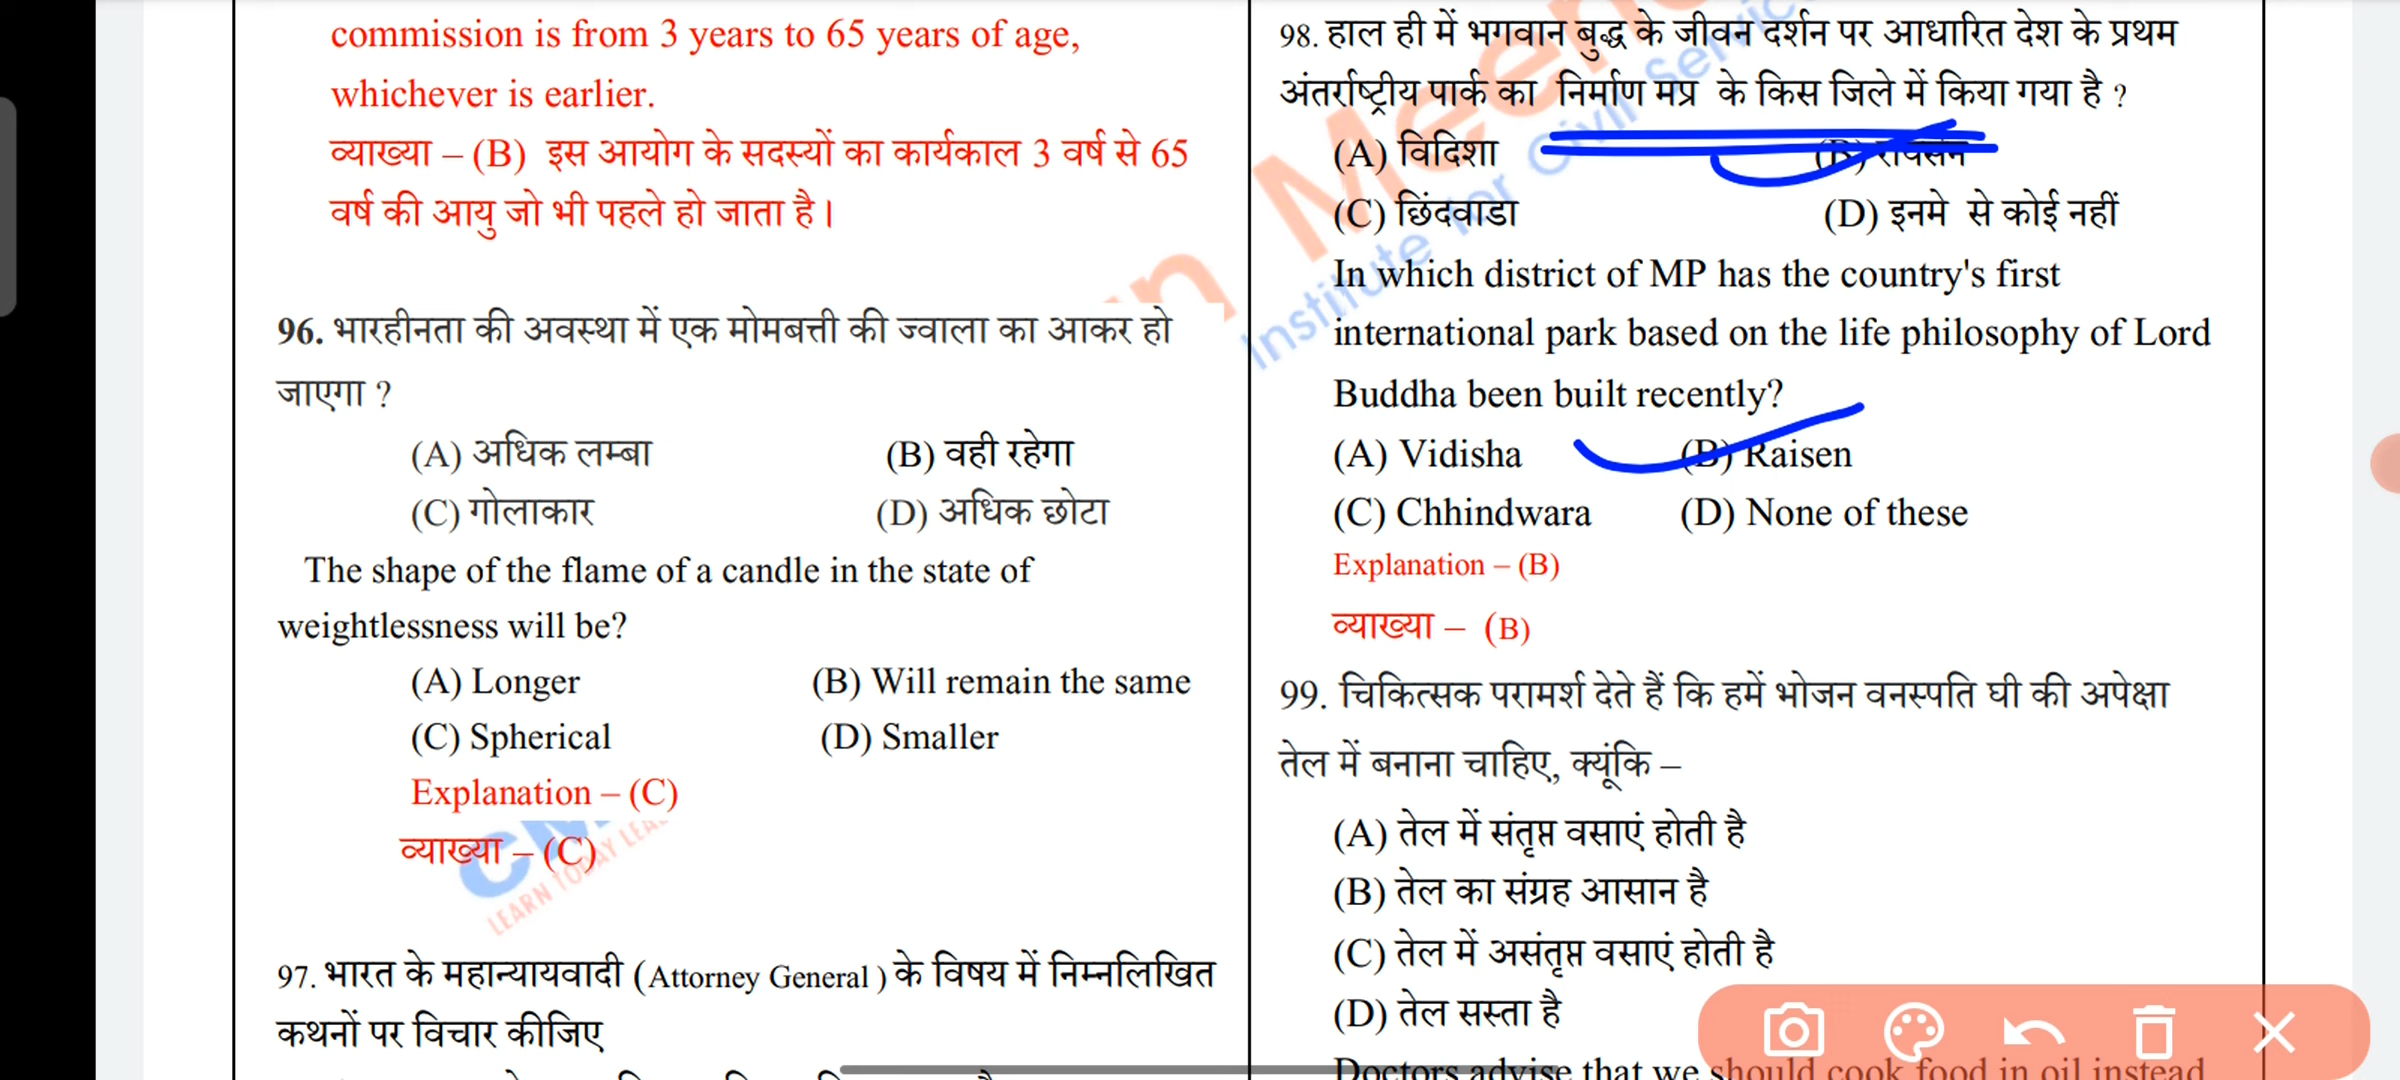 commission is from 3 years to 65 years of age,
whichever is earlier.
व्याख्या – (B) इस आयोग के सदस्यों का कार्यकाल 3 वर्ष से 65
वर्ष की आयु जो भी पहले हो जाता है।
96. भारहीनता की अवस्था में एक मोमबत्ती की ज्वाला का आकर हो
जाएगा ?
(A) अधिक लम्बा (B) वही रहेगा
(C) गोलाकार (D) अधिक छोटा
The shape of the flame of a candle in the state of
weightlessness will be?
(A) Longer (B) Will remain the same
(C) Spherical (D) Smaller
Explanation – (C)
व्याख्या – (C)
LEARN TODAY
97. भारत के महान्यायवादी (Attorney General ) के विषय में निम्नलिखित
कथनों पर विचार कीजिए
98. हाल ही में भगवान बुद्ध के जीवन दर्शन पर आधारित देश के प्रथम
अंतर्राष्ट्रीय पार्क का निर्माण मप्र के किस जिले में किया गया है ?
(A) विदिशा (B) रायसेन
(C) छिंदवाडा (D) इनमे से कोई नहीं
In which district of MP has the country's first
international park based on the life philosophy of Lord
Buddha been built recently?
(A) Vidisha (B) Raisen
(C) Chhindwara (D) None of these
Explanation – (B)
व्याख्या – (B)
99. चिकित्सक परामर्श देते हैं कि हमें भोजन वनस्पति घी की अपेक्षा
तेल में बनाना चाहिए, क्यूंकि –
(A) तेल में संतृप्त वसाएं होती है
(B) तेल का संग्रह आसान है
(C) तेल में असंतृप्त वसाएं होती है
(D) तेल सस्ता है
Doctors advise that we should cook food in oil instead
Institute for Civil